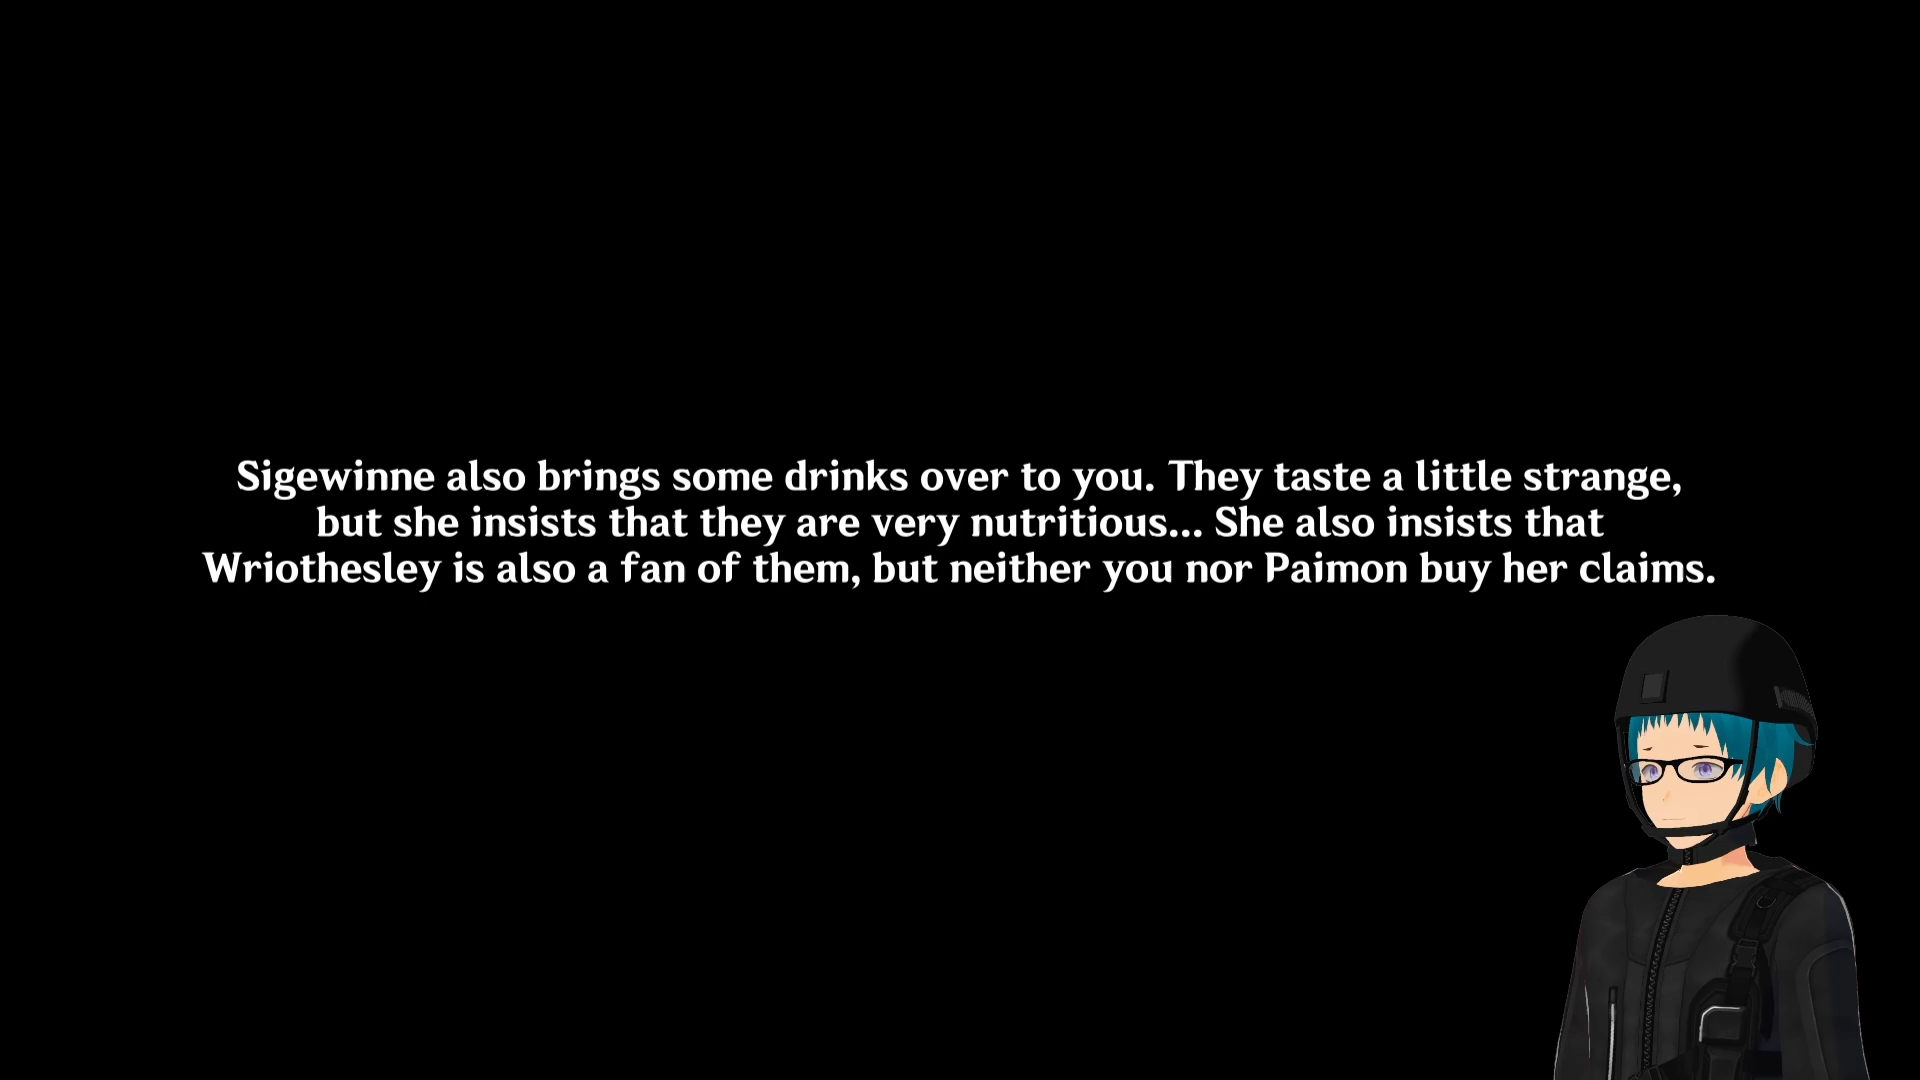 Sigewinne also brings some drinks over to you. They taste a little strange,
but she insists that they are very nutritious... She also insists that
Wriothesley is also a fan of them, but neither you nor Paimon buy her claims.